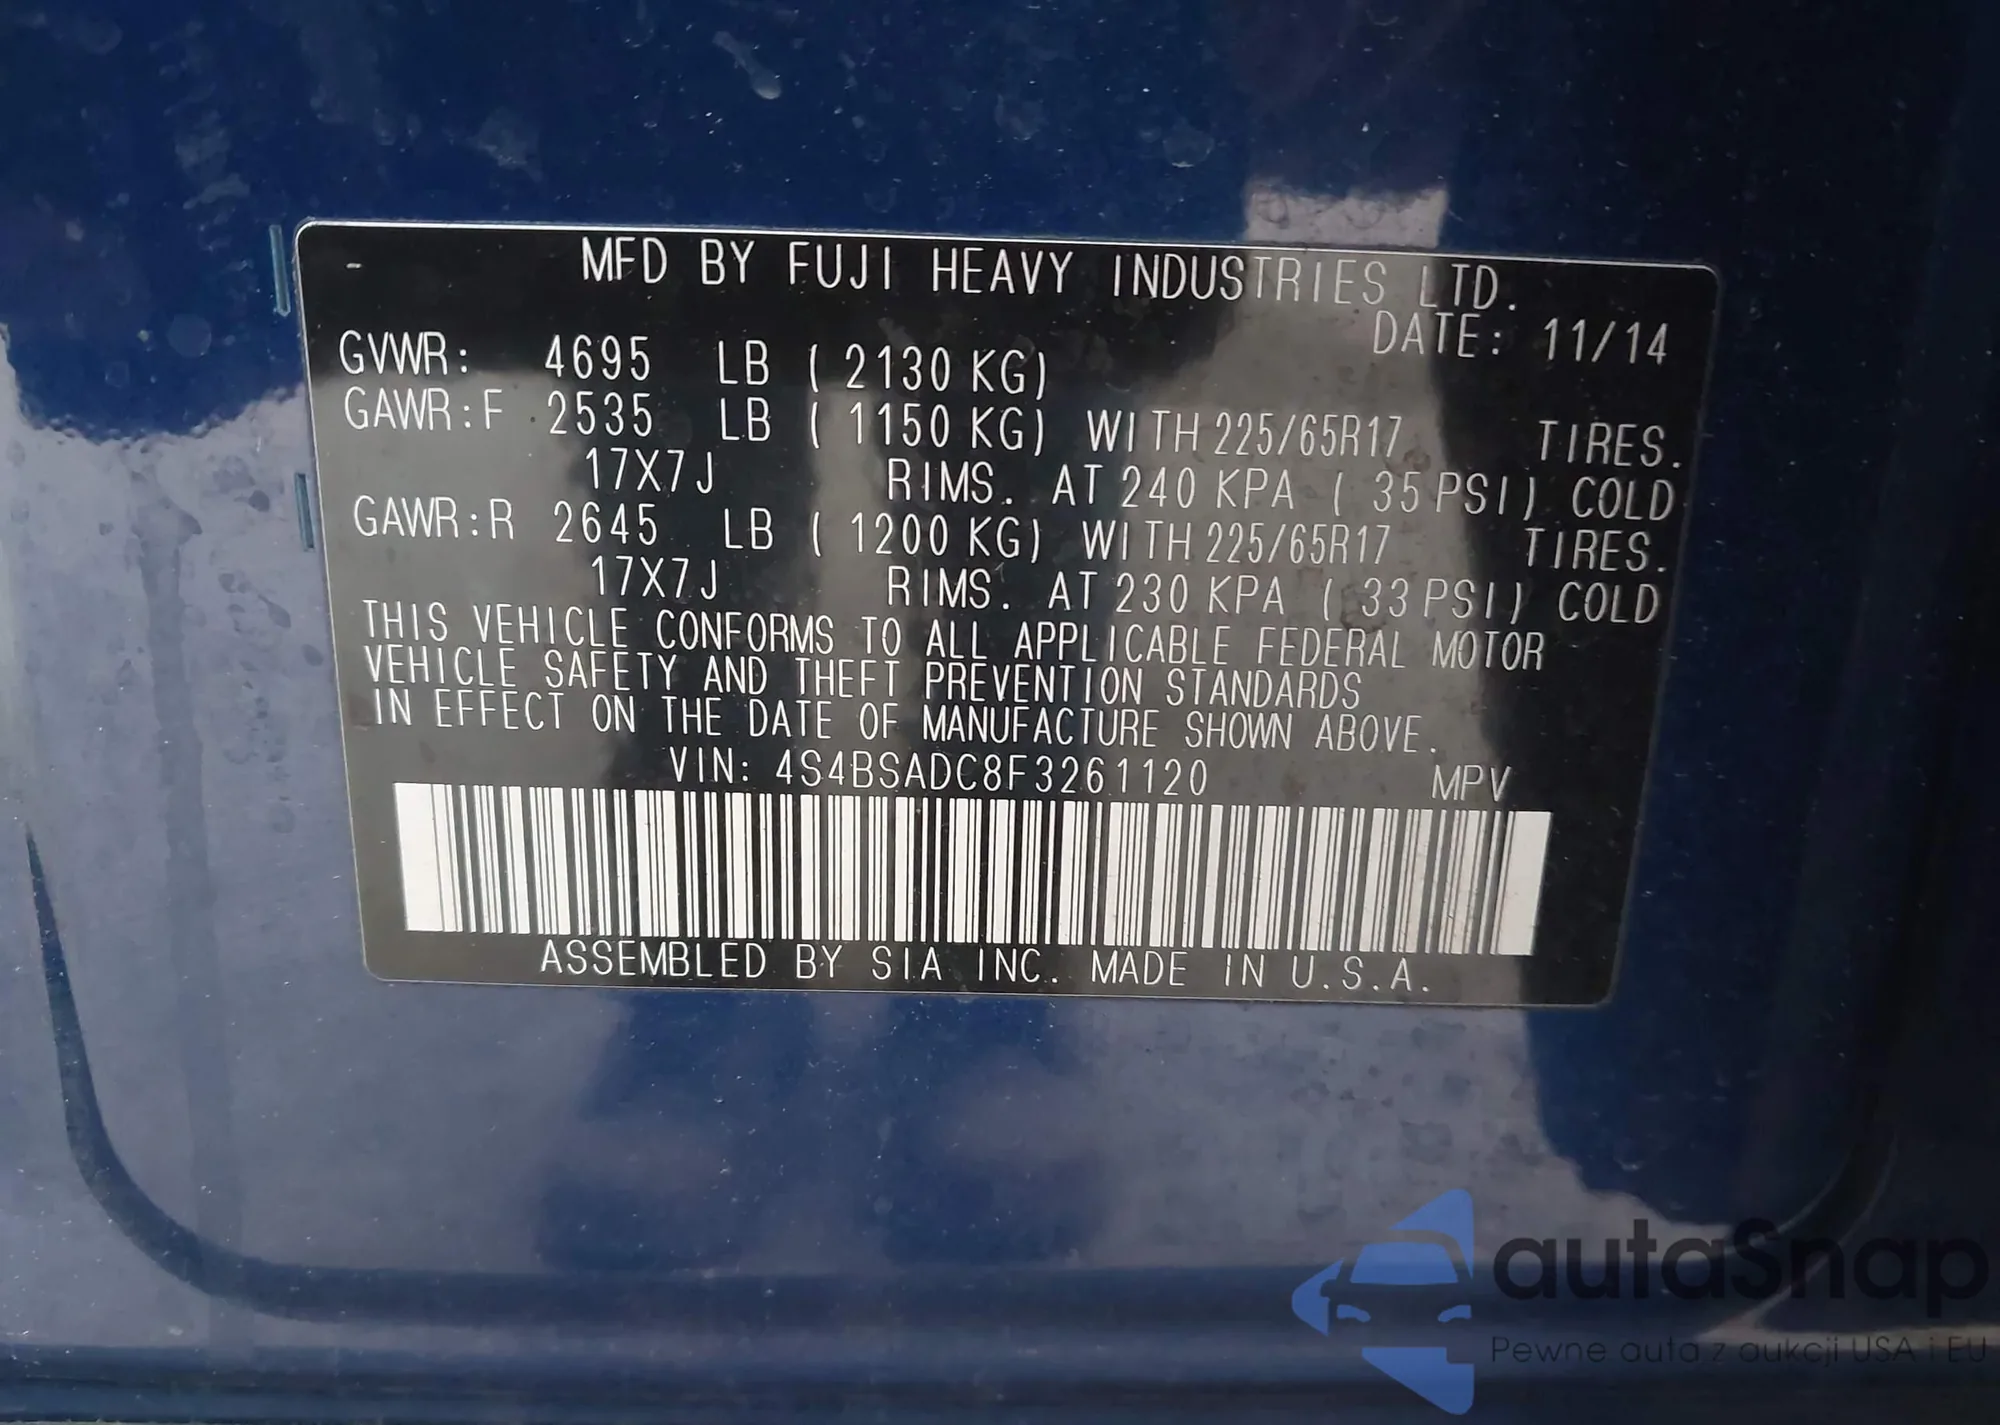 MFD BY FUJI HEAVY INDUSTRIES LTD.
DATE: 11/14
GVWR: 4695 LB ( 2130 KG)
GAWR:F 2535 LB ( 1150 KG) WITH 225/65R17 TIRES.
17X7J RIMS. AT 240 KPA ( 35 PSI) COLD
GAWR:R 2645 LB ( 1200 KG) WITH 225/65R17 TIRES.
17X7J RIMS. AT 230 KPA ( 33 PSI) COLD
THIS VEHICLE CONFORMS TO ALL APPLICABLE FEDERAL MOTOR
VEHICLE SAFETY AND THEFT PREVENTION STANDARDS
IN EFFECT ON THE DATE OF MANUFACTURE SHOWN ABOVE.
VIN: 4S4BSADC8F3261120 MPV
ASSEMBLED BY SIA INC. MADE IN U.S.A.
autaSnap
Pewne auta z aukcji USA i EU